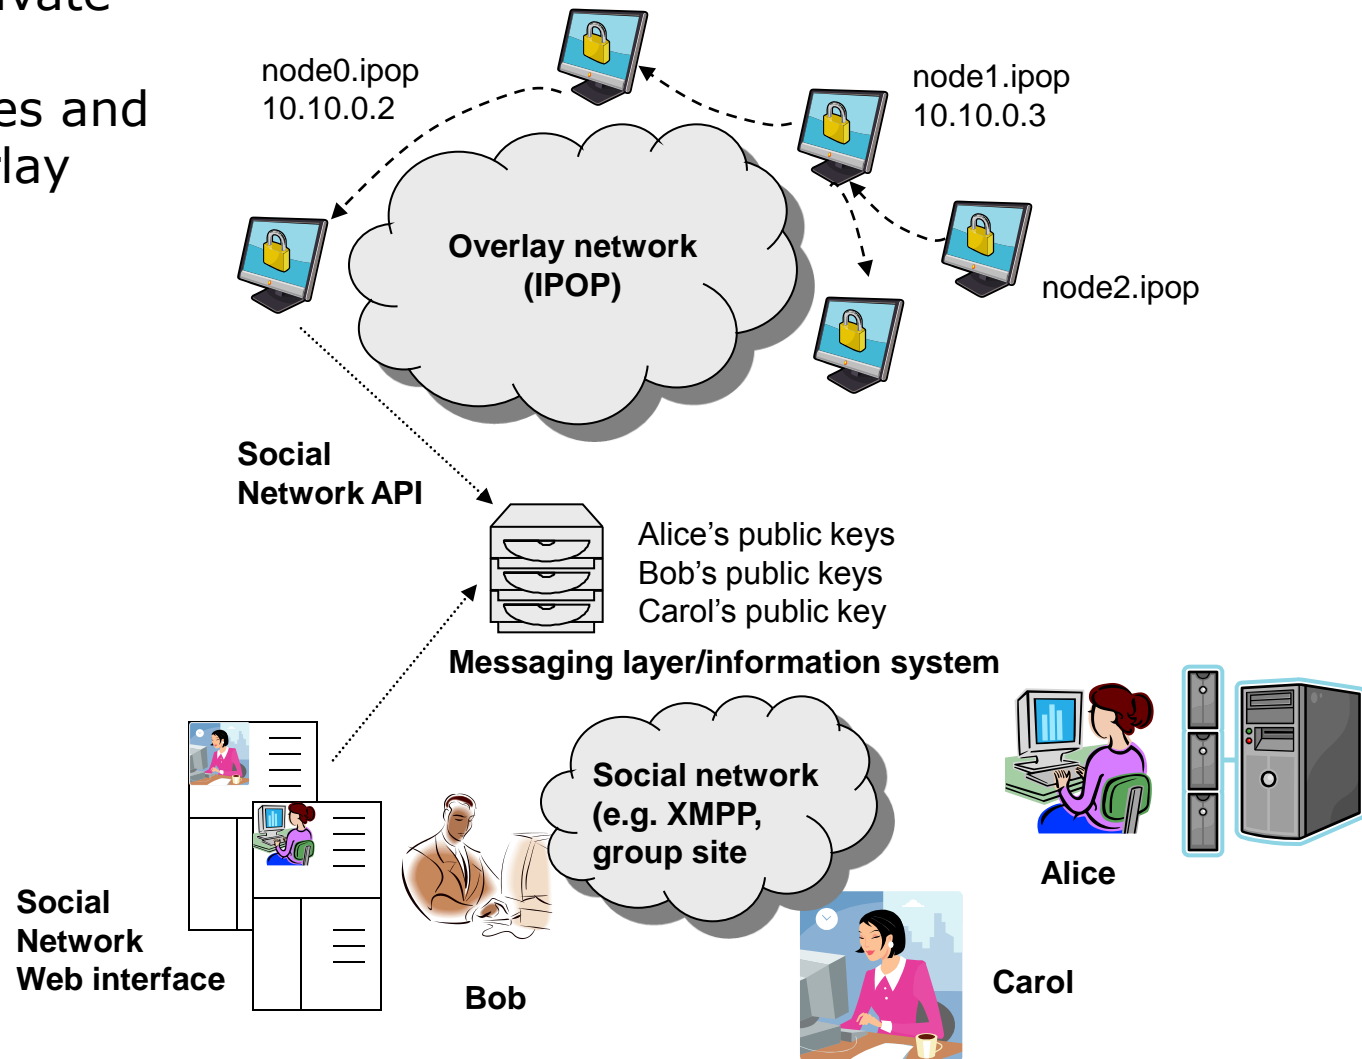 node0.ipop
10.10.0.2
node1.ipop
10.10.0.3
es and
Overlay network
(IPOP)
node2.ipop
Social
Network API
Alice's public keys
Bob's public keys
Carol's public key
Messaging layer/information system
Social network
(e.g. XMPP,
group site
Alice
Social
Network
Web interface
Bob
Carol